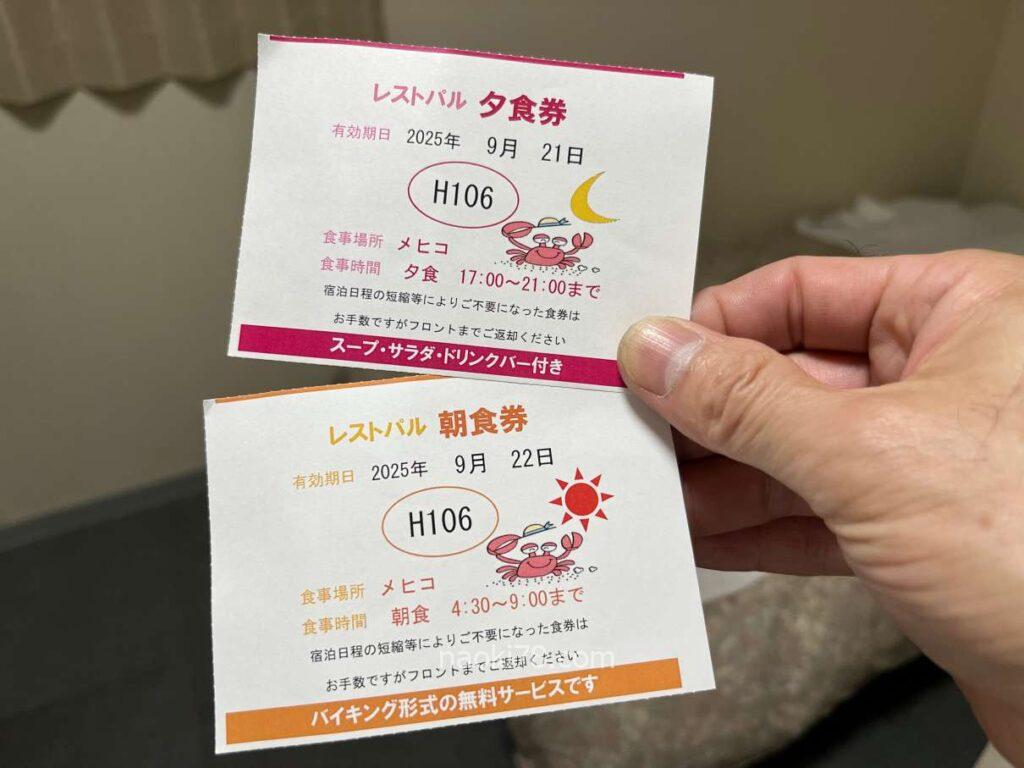 レストパル 夕食券
有効期日 2025年 9月 21日
H106
食事場所 メヒコ
食事時間 夕食 17:00～21:00まで
宿泊日程の短縮等によりご不要になった食券は
お手数ですがフロントまでご返却ください
スープ・サラダ・ドリンクバー付き
レストパル 朝食券
有効期日 2025年 9月 22日
H106
食事場所 メヒコ
食事時間 朝食 4:30～9:00まで
宿泊日程の短縮等によりご不要になった食券は
お手数ですがフロントまでご返却ください
バイキング形式の無料サービスです